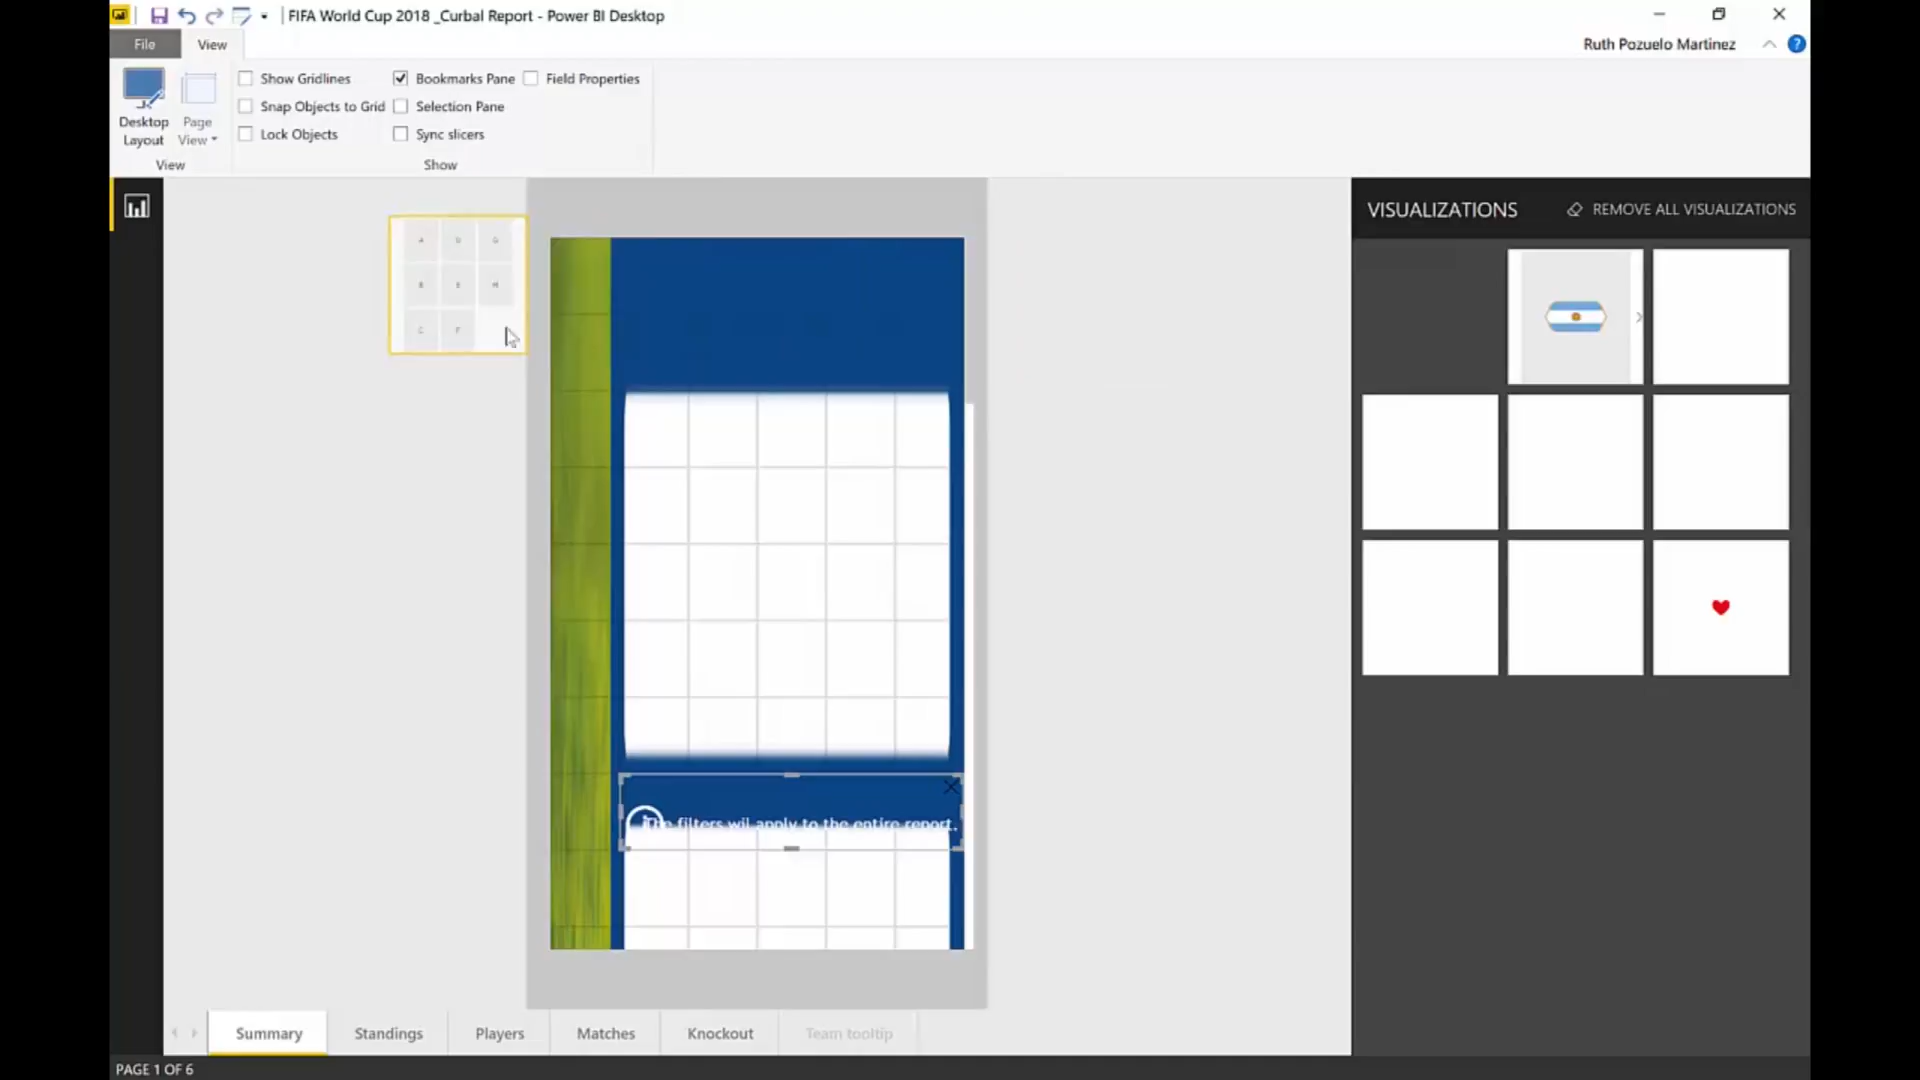 FIFA World Cup 2018 _Curbal Report - Power BI Desktop
File
View
Ruth Pozuelo Martinez
?
Desktop
Layout
Page
View
Show Gridlines
Snap Objects to Grid
Lock Objects
Bookmarks Pane
Selection Pane
Sync slicers
Field Properties
View
Show
VISUALIZATIONS
REMOVE ALL VISUALIZATIONS
A D G
B E H
C F
The filters wil apply to the entire report.
Summary
Standings
Players
Matches
Knockout
Team tooltip
PAGE 1 OF 6